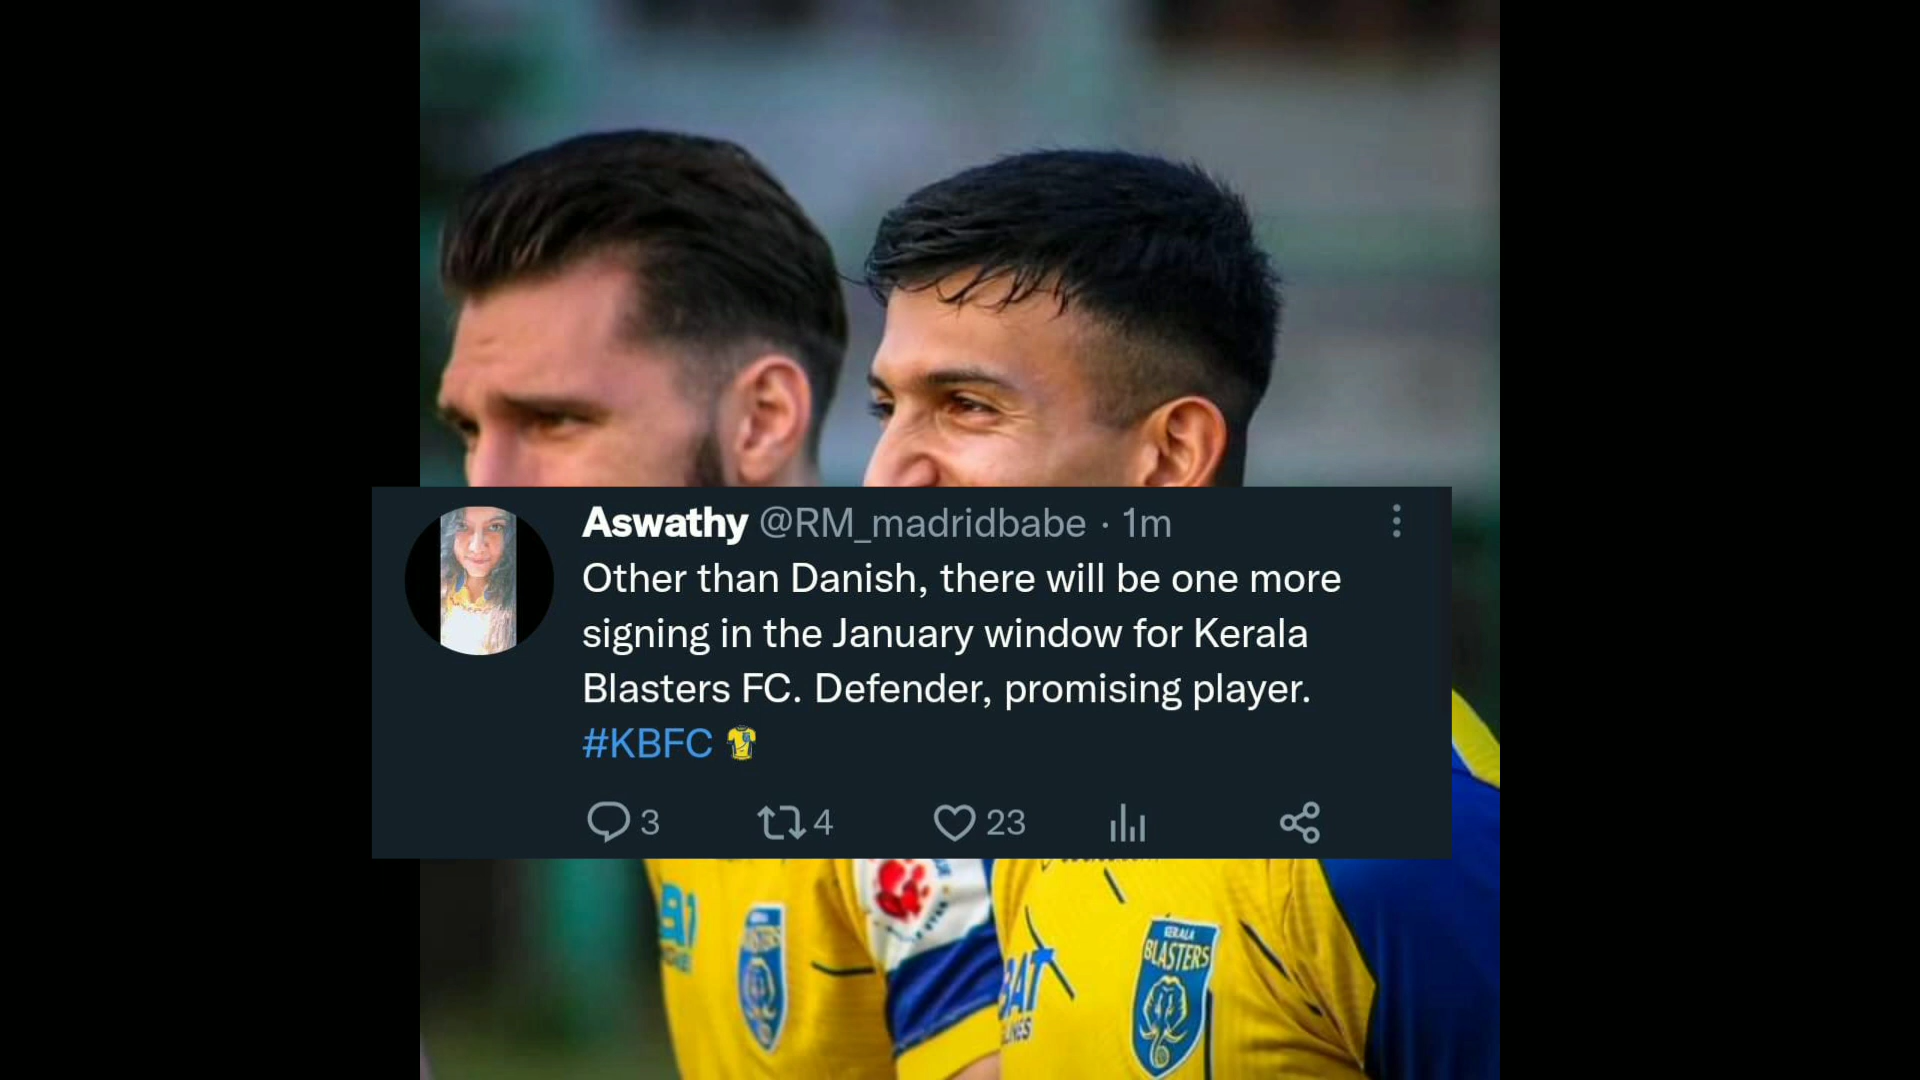 Aswathy @RM_madridbabe · 1m
Other than Danish, there will be one more
signing in the January window for Kerala
Blasters FC. Defender, promising player.
#KBFC
3 4 23
KERALA
BLASTERS